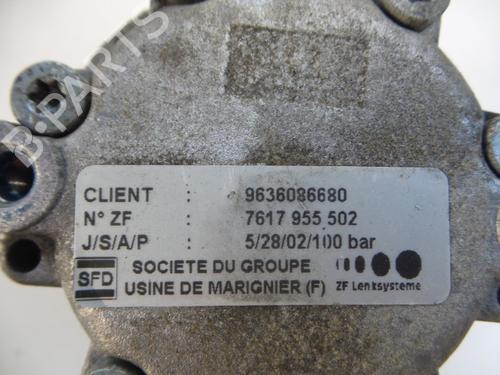 B-PARTS
CLIENT : 9636086680
N° ZF : 7617 955 502
J/S/A/P : 5/28/02/100 bar
SFD SOCIETE DU GROUPE
USINE DE MARIGNIER (F) ZF Lenksysteme